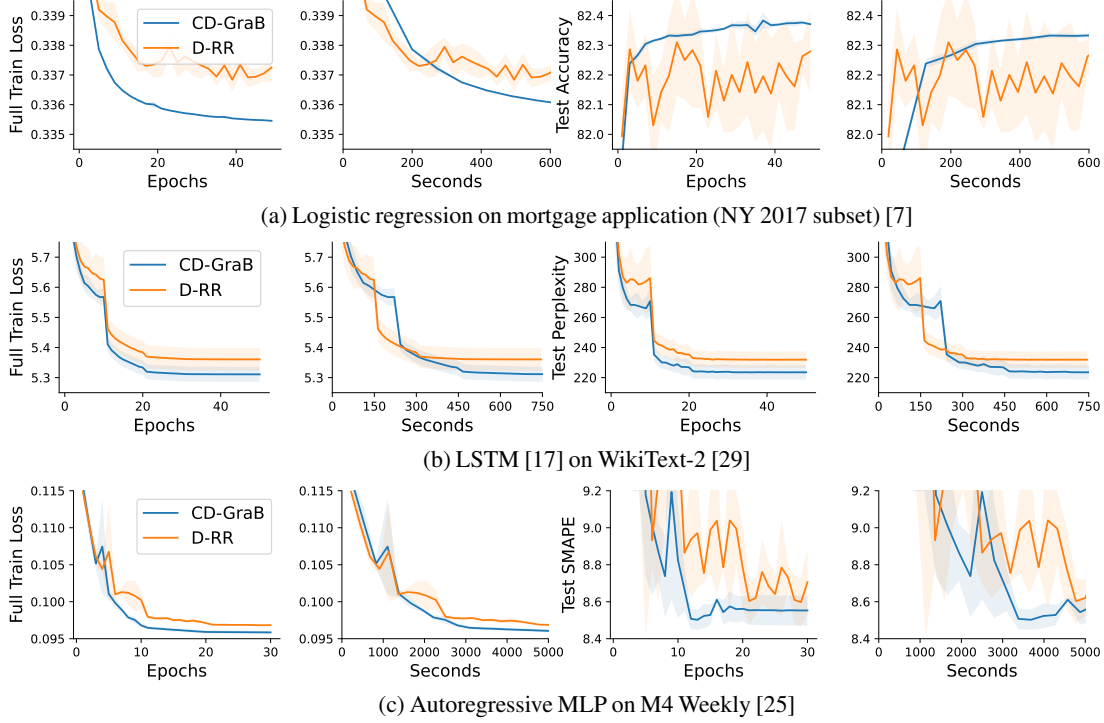 Full Train Loss
0.339
0.338
0.337
0.336
0.335
CD-GraB
D-RR
0 20 40
Epochs
0.339
0.338
0.337
0.336
0.335
0 200 400 600
Seconds
Test Accuracy
82.4
82.3
82.2
82.1
82.0
0 20 40
Epochs
82.4
82.3
82.2
82.1
82.0
0 200 400 600
Seconds
(a) Logistic regression on mortgage application (NY 2017 subset) [7]
Full Train Loss
5.7
5.6
5.5
5.4
5.3
CD-GraB
D-RR
0 20 40
Epochs
5.7
5.6
5.5
5.4
5.3
0 150 300 450 600 750
Seconds
Test Perplexity
300
280
260
240
220
0 20 40
Epochs
300
280
260
240
220
0 150 300 450 600 750
Seconds
(b) LSTM [17] on WikiText-2 [29]
Full Train Loss
0.115
0.110
0.105
0.100
0.095
CD-GraB
D-RR
0 10 20 30
Epochs
0.115
0.110
0.105
0.100
0.095
0 1000 2000 3000 4000 5000
Seconds
Test SMAPE
9.2
9.0
8.8
8.6
8.4
0 10 20 30
Epochs
9.2
9.0
8.8
8.6
8.4
0 1000 2000 3000 4000 5000
Seconds
(c) Autoregressive MLP on M4 Weekly [25]